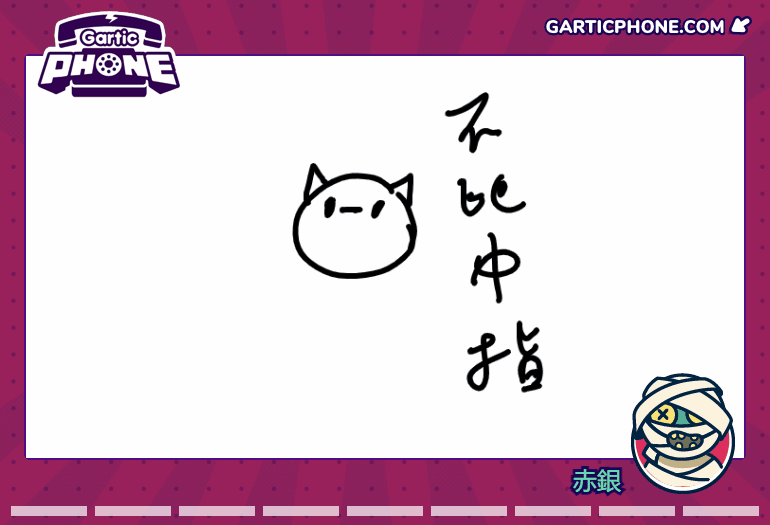 Gartic
PHONE
GARTICPHONE.COM
不比中指
赤銀